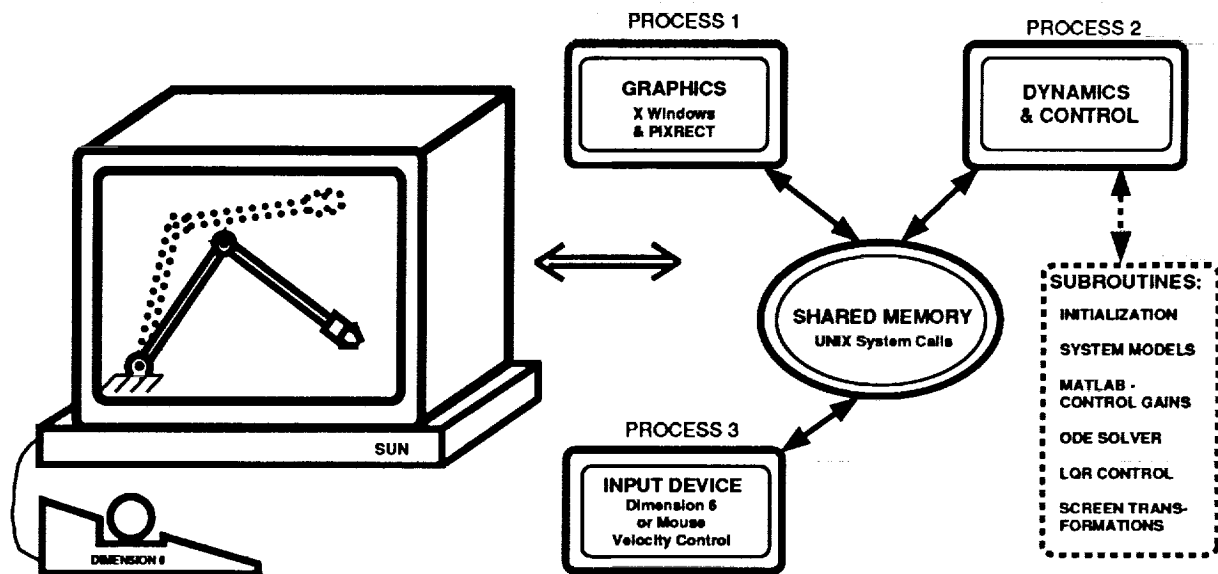 PROCESS 1
GRAPHICS
X Windows
& PIXRECT
PROCESS 2
DYNAMICS
& CONTROL
SHARED MEMORY
UNIX System Calls
SUBROUTINES:
INITIALIZATION
SYSTEM MODELS
MATLAB -
CONTROL GAINS
ODE SOLVER
LQR CONTROL
SCREEN TRANS-
FORMATIONS
PROCESS 3
INPUT DEVICE
Dimension 6
or Mouse
Velocity Control
SUN
DIMENSION 6